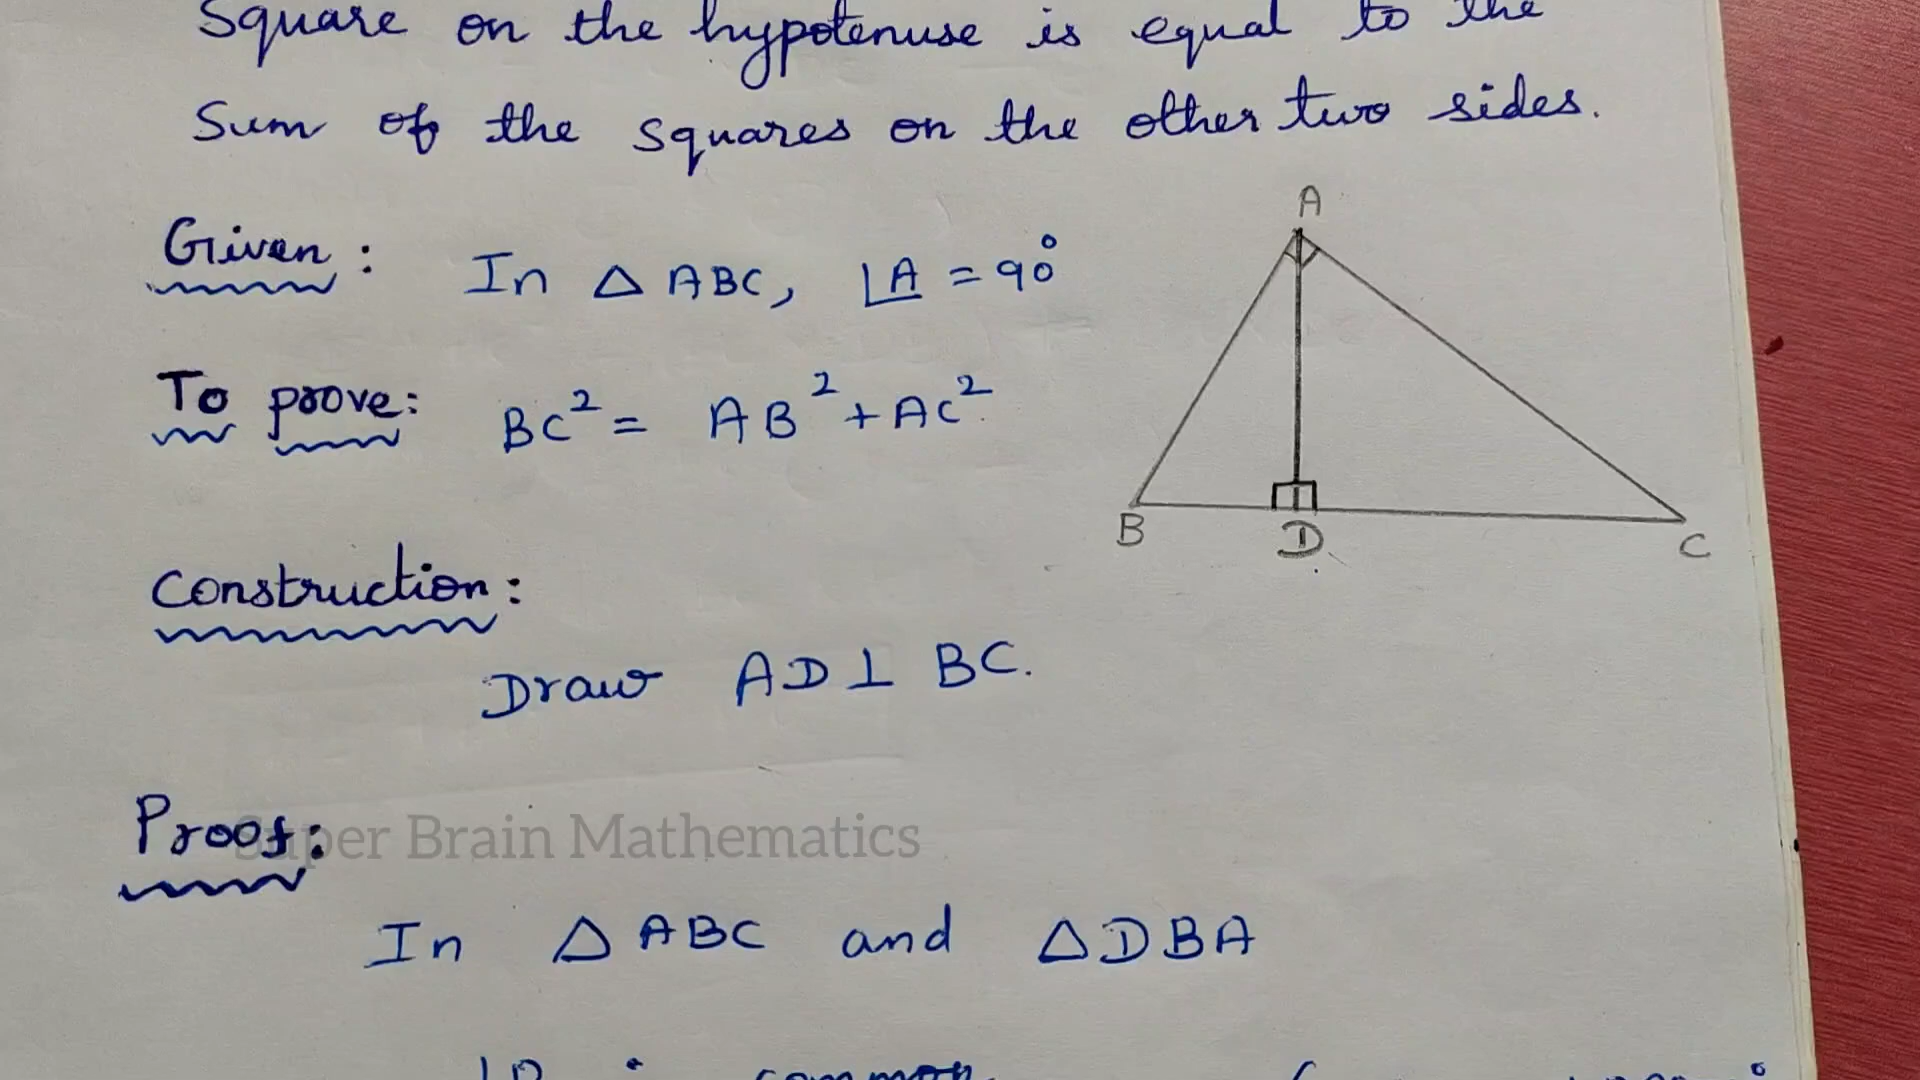 Square on the hypotenuse is equal to the
Sum of the squares on the other two sides.
Given: In △ ABC, ∠A = 90°
To prove: BC² = AB² + AC²
A
B
D
C
Construction:
Draw AD ⊥ BC.
Proof:
Super Brain Mathematics
In △ ABC and △ DBA
common